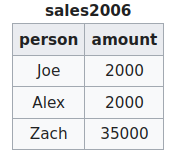 sales2006
person amount
Joe 2000
Alex 2000
Zach 35000